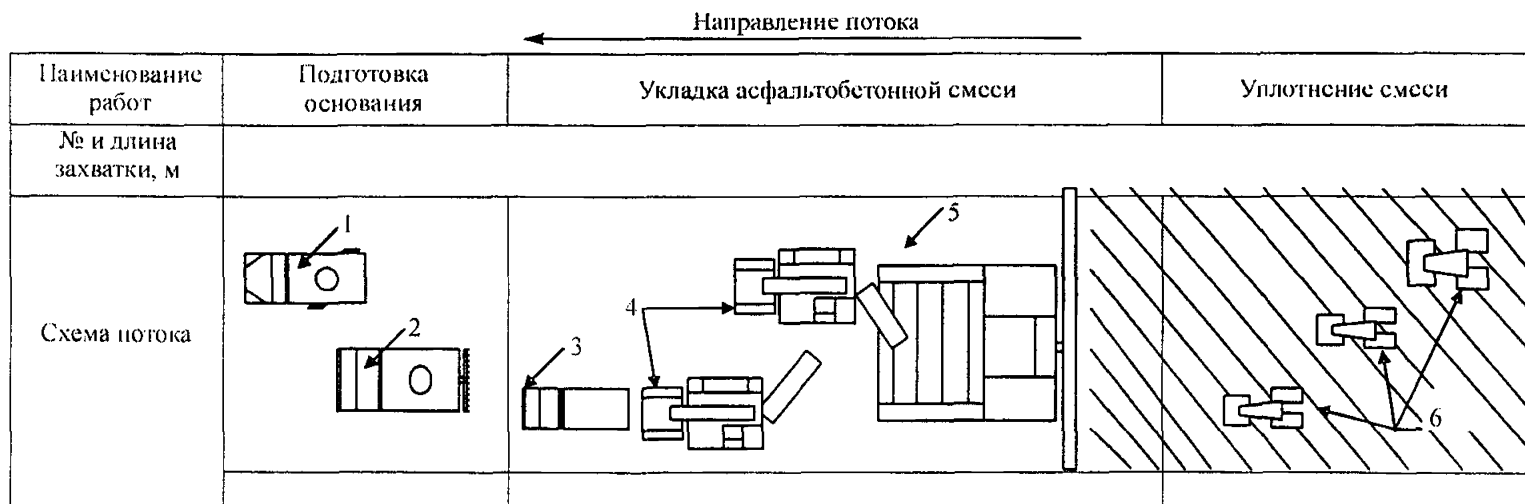 Направление потока
Наименование
работ
Подготовка
основания
Укладка асфальтобетонной смеси
Уплотнение смеси
№ и длина
захватки, м
Схема потока
1
2
3
4
5
6